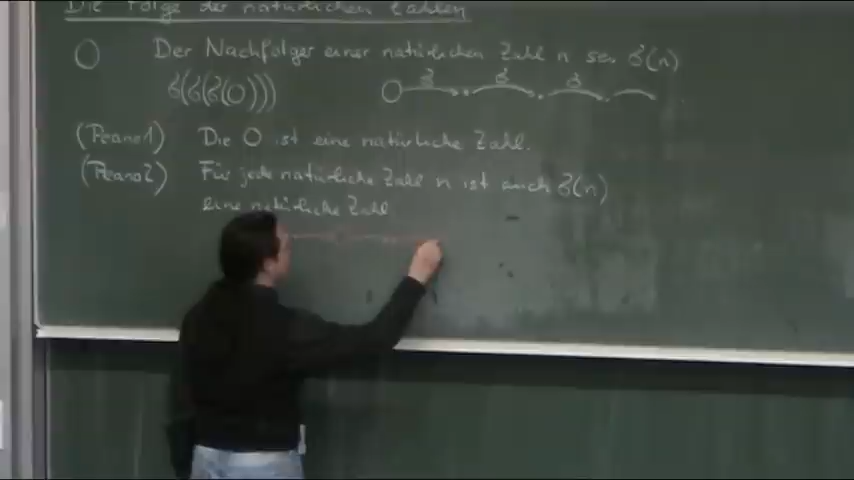 Die Folge der natürlichen Zahlen
0 Der Nachfolger einer natürlichen Zahl n sei σ(n)
σ(σ(σ(0))) 0 σ σ σ
(Peano1) Die 0 ist eine natürliche Zahl.
(Peano2) Für jede natürliche Zahl n ist auch σ(n)
eine natürliche Zahl